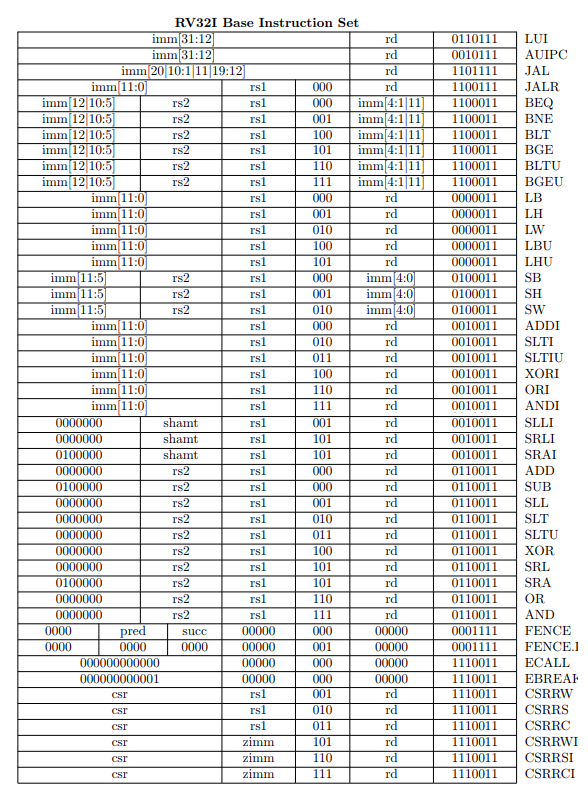 RV32I Base Instruction Set
imm[31:12] rd 0110111 LUI
imm[31:12] rd 0010111 AUIPC
imm[20|10:1|11|19:12] rd 1101111 JAL
imm[11:0] rs1 000 rd 1100111 JALR
imm[12|10:5] rs2 rs1 000 imm[4:1|11] 1100011 BEQ
imm[12|10:5] rs2 rs1 001 imm[4:1|11] 1100011 BNE
imm[12|10:5] rs2 rs1 100 imm[4:1|11] 1100011 BLT
imm[12|10:5] rs2 rs1 101 imm[4:1|11] 1100011 BGE
imm[12|10:5] rs2 rs1 110 imm[4:1|11] 1100011 BLTU
imm[12|10:5] rs2 rs1 111 imm[4:1|11] 1100011 BGEU
imm[11:0] rs1 000 rd 0000011 LB
imm[11:0] rs1 001 rd 0000011 LH
imm[11:0] rs1 010 rd 0000011 LW
imm[11:0] rs1 100 rd 0000011 LBU
imm[11:0] rs1 101 rd 0000011 LHU
imm[11:5] rs2 rs1 000 imm[4:0] 0100011 SB
imm[11:5] rs2 rs1 001 imm[4:0] 0100011 SH
imm[11:5] rs2 rs1 010 imm[4:0] 0100011 SW
imm[11:0] rs1 000 rd 0010011 ADDI
imm[11:0] rs1 010 rd 0010011 SLTI
imm[11:0] rs1 011 rd 0010011 SLTIU
imm[11:0] rs1 100 rd 0010011 XORI
imm[11:0] rs1 110 rd 0010011 ORI
imm[11:0] rs1 111 rd 0010011 ANDI
0000000 shamt rs1 001 rd 0010011 SLLI
0000000 shamt rs1 101 rd 0010011 SRLI
0100000 shamt rs1 101 rd 0010011 SRAI
0000000 rs2 rs1 000 rd 0110011 ADD
0100000 rs2 rs1 000 rd 0110011 SUB
0000000 rs2 rs1 001 rd 0110011 SLL
0000000 rs2 rs1 010 rd 0110011 SLT
0000000 rs2 rs1 011 rd 0110011 SLTU
0000000 rs2 rs1 100 rd 0110011 XOR
0000000 rs2 rs1 101 rd 0110011 SRL
0100000 rs2 rs1 101 rd 0110011 SRA
0000000 rs2 rs1 110 rd 0110011 OR
0000000 rs2 rs1 111 rd 0110011 AND
0000 pred succ 00000 000 00000 0001111 FENCE
0000 0000 0000 00000 001 00000 0001111 FENCE.I
000000000000 00000 000 00000 1110011 ECALL
000000000001 00000 000 00000 1110011 EBREAK
csr rs1 001 rd 1110011 CSRRW
csr rs1 010 rd 1110011 CSRRS
csr rs1 011 rd 1110011 CSRRC
csr zimm 101 rd 1110011 CSRRWI
csr zimm 110 rd 1110011 CSRRSI
csr zimm 111 rd 1110011 CSRRCI